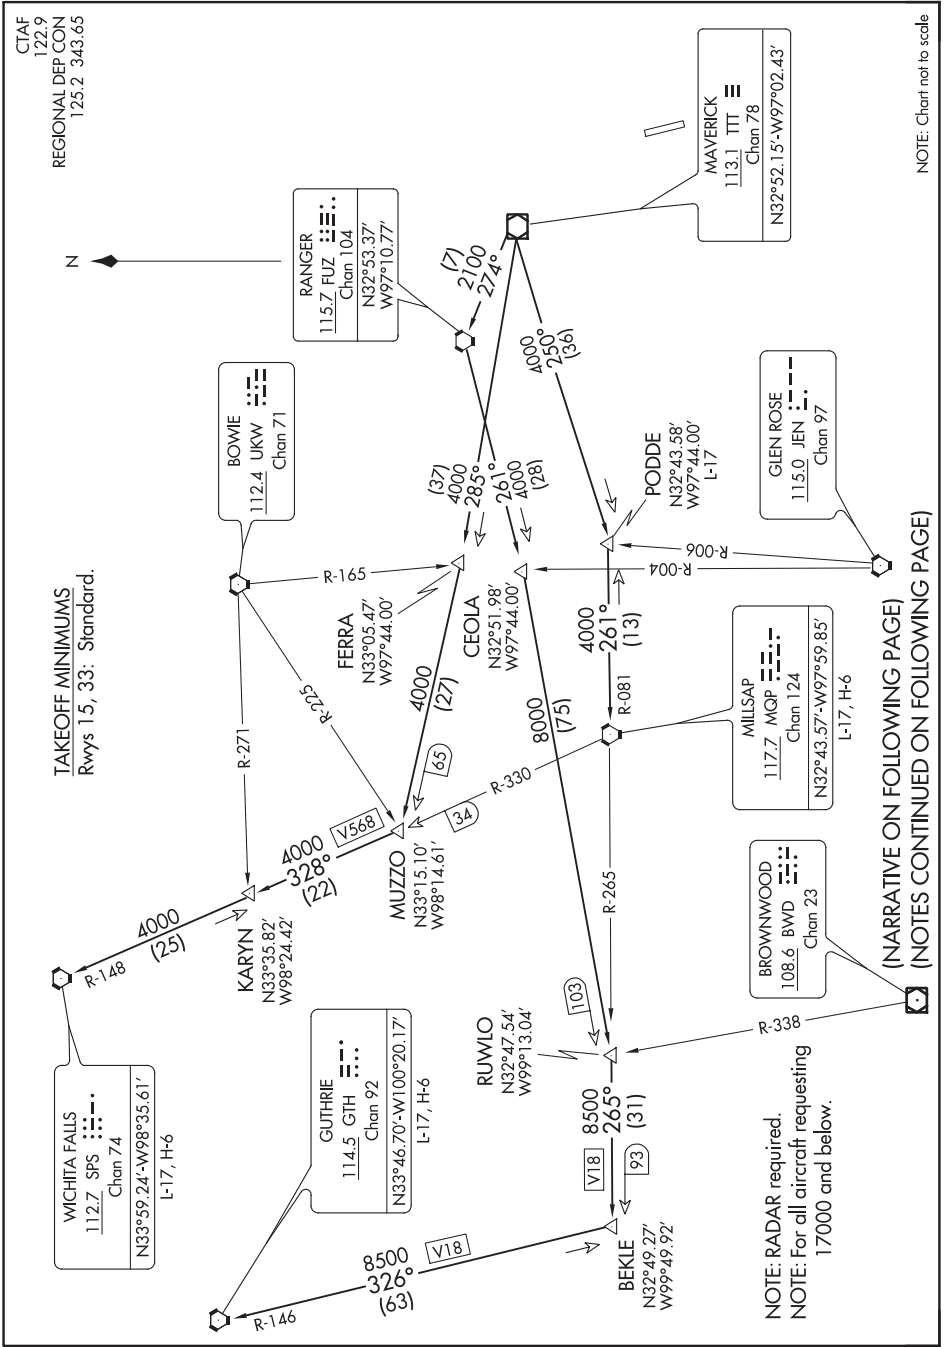 CTAF
122.9
REGIONAL DEP CON
125.2 343.65
TAKEOFF MINIMUMS
Rwys 15, 33: Standard.
N
WICHITA FALLS
112.7 SPS
Chan 74
N33°59.24'-W98°35.61'
L-17, H-6
BOWIE
112.4 UKW
Chan 71
RANGER
115.7 FUZ
Chan 104
N32°53.37'
W97°10.77'
GUTHRIE
114.5 GTH
Chan 92
N33°46.70'-W100°20.17'
L-17, H-6
R-148
4000
(25)
KARYN
N33°35.82'
W98°24.42'
R-271
R-225
R-165
4000
328°
(22)
V568
MUZZO
N33°15.10'
W98°14.61'
65
34
R-330
4000
(27)
FERRA
N33°05.47'
W97°44.00'
(37)
4000
285°
(7)
2100
274°
261°
4000
(28)
CEOLA
N32°51.98'
W97°44.00'
8000
(75)
4000
250°
(36)
MAVERICK
113.1 TTT
Chan 78
N32°52.15'-W97°02.43'
PODDE
N32°43.58'
W97°44.00'
L-17
4000
261°
(13)
R-081
R-265
R-004
R-006
GLEN ROSE
115.0 JEN
Chan 97
MILLSAP
117.7 MQP
Chan 124
N32°43.57'-W97°59.85'
L-17, H-6
RUWLO
N32°47.54'
W99°13.04'
103
8500
265°
(31)
V18
93
BEKLE
N32°49.27'
W99°49.92'
8500
326°
(63)
V18
R-146
R-338
BROWNWOOD
108.6 BWD
Chan 23
NOTE: RADAR required.
NOTE: For all aircraft requesting
17000 and below.
(NARRATIVE ON FOLLOWING PAGE)
(NOTES CONTINUED ON FOLLOWING PAGE)
NOTE: Chart not to scale